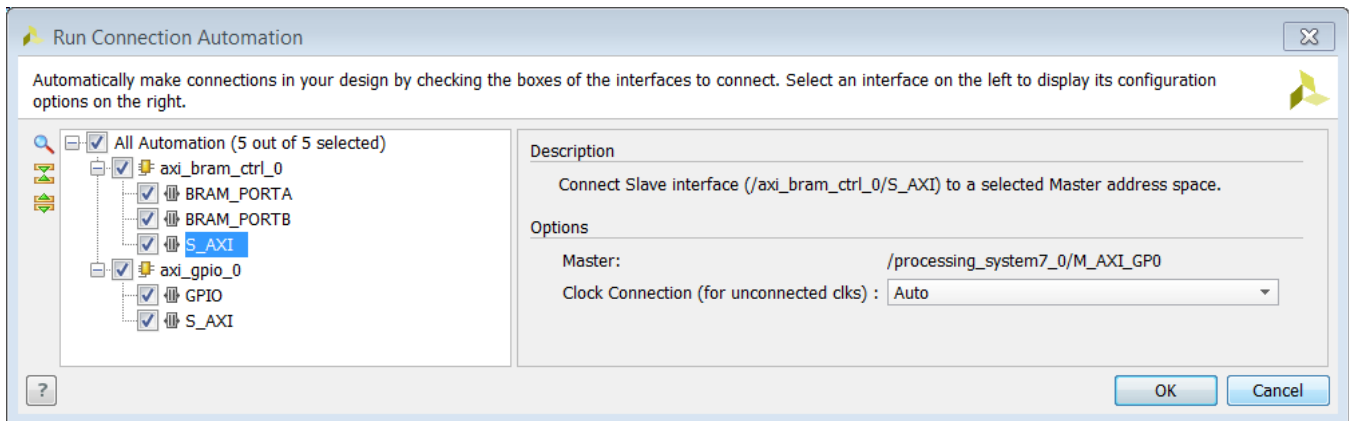 Run Connection Automation
Automatically make connections in your design by checking the boxes of the interfaces to connect. Select an interface on the left to display its configuration
options on the right.
All Automation (5 out of 5 selected)
axi_bram_ctrl_0
BRAM_PORTA
BRAM_PORTB
S_AXI
axi_gpio_0
GPIO
S_AXI
Description
Connect Slave interface (/axi_bram_ctrl_0/S_AXI) to a selected Master address space.
Options
Master: /processing_system7_0/M_AXI_GP0
Clock Connection (for unconnected clks) : Auto
?
OK Cancel